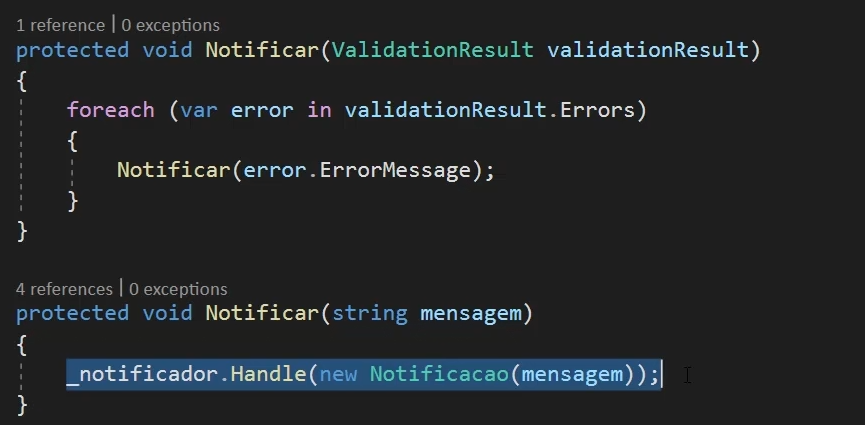 1 reference | 0 exceptions
protected void Notificar(ValidationResult validationResult)
{
foreach (var error in validationResult.Errors)
{
Notificar(error.ErrorMessage);
}
}
4 references | 0 exceptions
protected void Notificar(string mensagem)
{
_notificador.Handle(new Notificacao(mensagem));
}